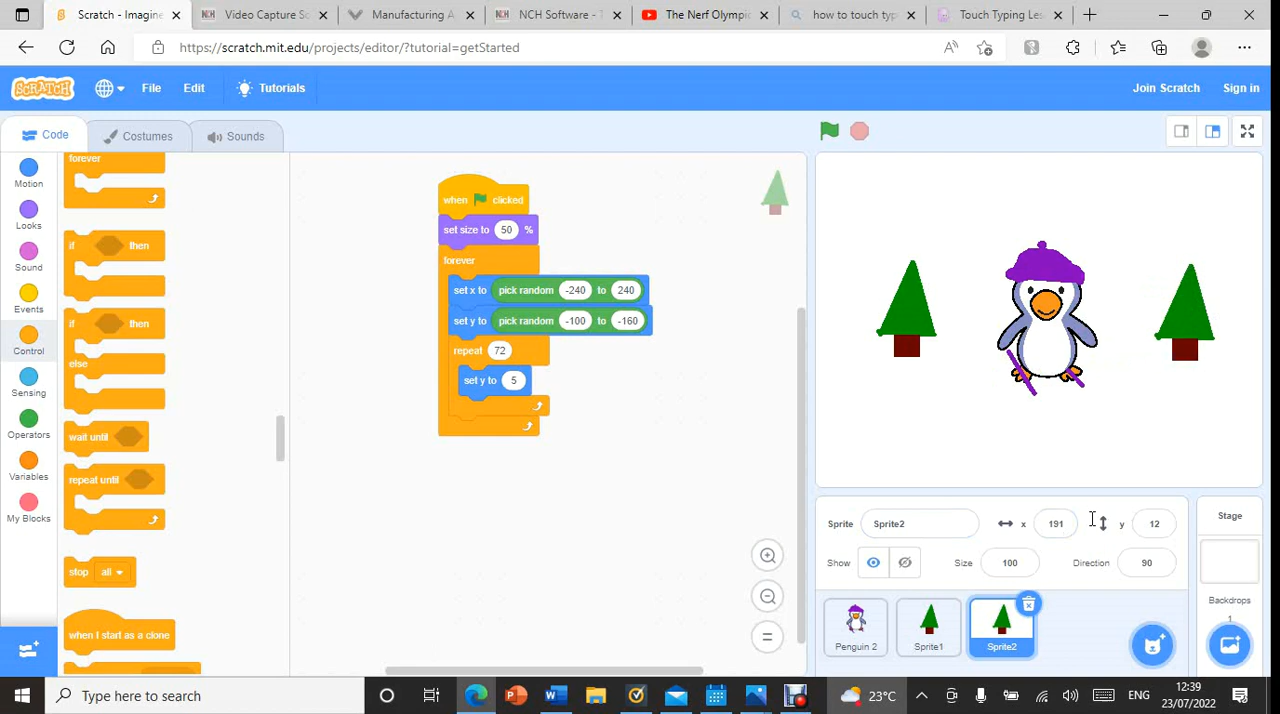 Scratch - Imagine
Video Capture So
Manufacturing A
NCH Software - T
The Nerf Olympic
how to touch typ
Touch Typing Les
https://scratch.mit.edu/projects/editor/?tutorial=getStarted
SCRATCH
File
Edit
Tutorials
Join Scratch
Sign in
Code
Costumes
Sounds
Motion
Looks
Sound
Events
Control
Sensing
Operators
Variables
My Blocks
forever
if then
if then
else
wait until
repeat until
stop all
when I start as a clone
when clicked
set size to 50 %
forever
set x to pick random -240 to 240
set y to pick random -100 to -160
repeat 72
set y to 5
Sprite Sprite2 x 191 y 12
Show Size 100 Direction 90
Stage
Backdrops
1
Penguin 2
Sprite1
Sprite2
Type here to search
23°C
ENG
12:39
23/07/2022